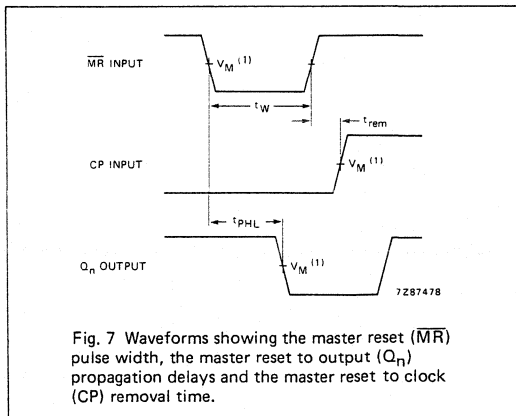 MR INPUT
VM (1)
tW
trem
CP INPUT
VM (1)
tPHL
Qn OUTPUT
VM (1)
7Z87478
Fig. 7 Waveforms showing the master reset (MR)
pulse width, the master reset to output (Qn)
propagation delays and the master reset to clock
(CP) removal time.